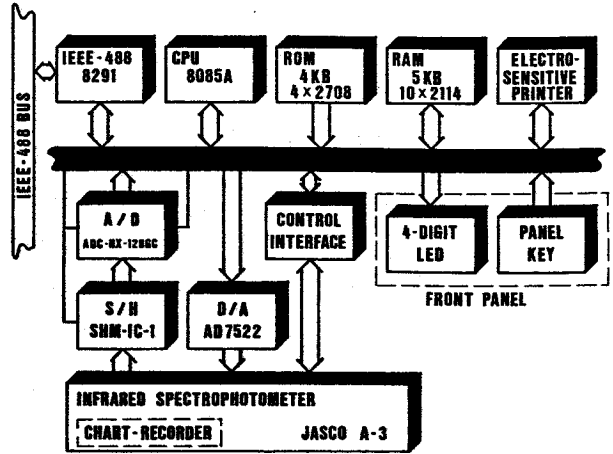 IEEE-488
8291
CPU
8085A
ROM
4KB
4×2708
RAM
5KB
10×2114
ELECTRO-
SENSITIVE
PRINTER
IEEE-488 BUS
A/D
ADC-HX-12BGC
CONTROL
INTERFACE
4-DIGIT
LED
PANEL
KEY
FRONT PANEL
S/H
SHM-IC-1
D/A
AD7522
INFRARED SPECTROPHOTOMETER
CHART-RECORDER
JASCO A-3